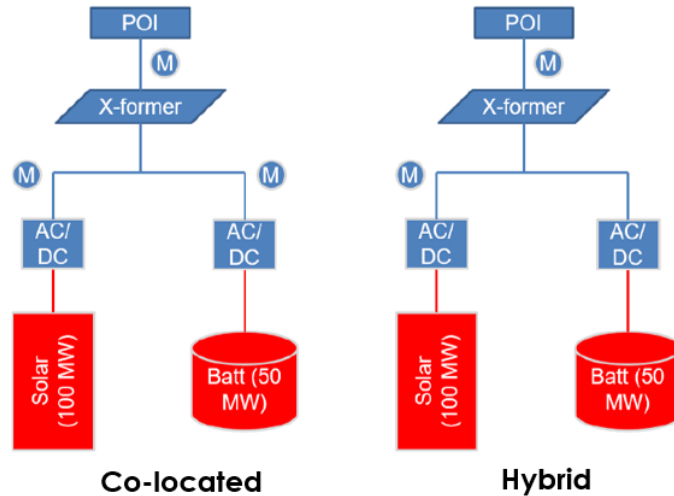 POI
M
X-former
M
M
AC/
DC
AC/
DC
Solar
(100 MW)
Batt (50
MW)
Co-located
POI
M
X-former
M
AC/
DC
AC/
DC
Solar
(100 MW)
Batt (50
MW)
Hybrid